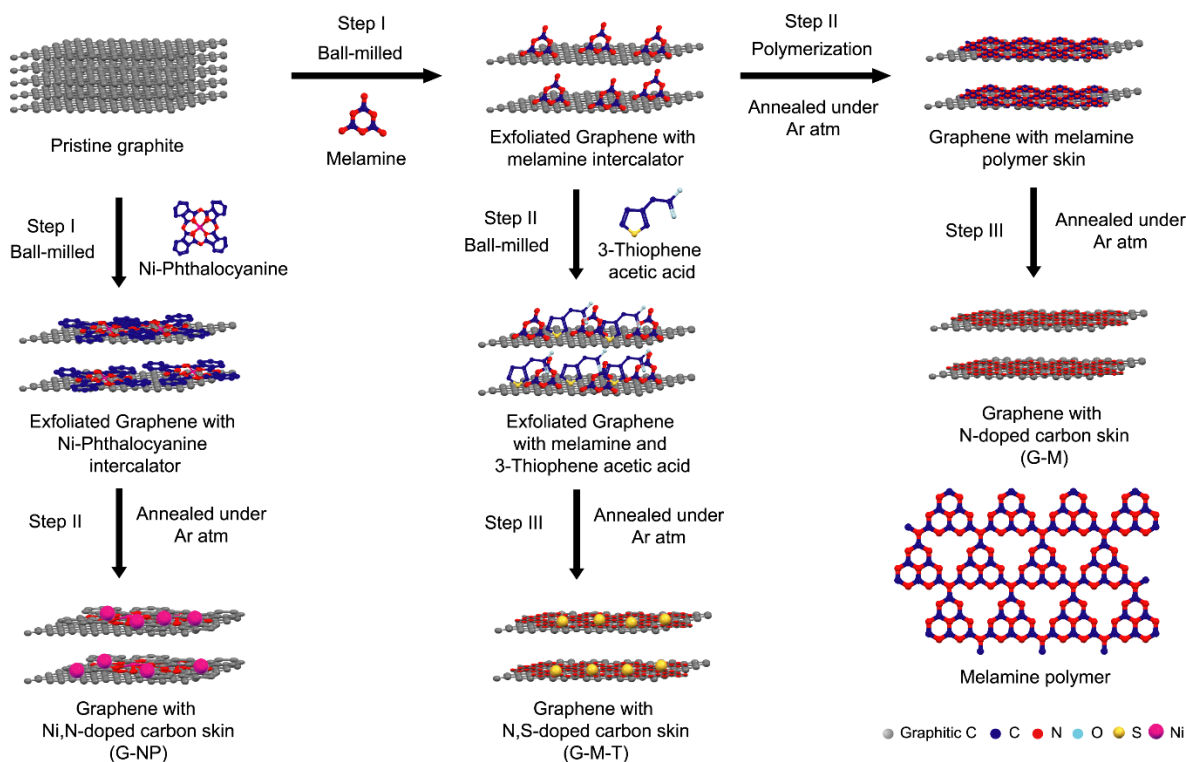 Pristine graphite
Step I
Ball-milled
Melamine
Exfoliated Graphene with
melamine intercalator
Step II
Polymerization
Annealed under
Ar atm
Graphene with melamine
polymer skin
Step I
Ball-milled
Ni-Phthalocyanine
Step II
Ball-milled
3-Thiophene
acetic acid
Step III
Annealed under
Ar atm
Exfoliated Graphene with
Ni-Phthalocyanine
intercalator
Exfoliated Graphene
with melamine and
3-Thiophene acetic acid
Graphene with
N-doped carbon skin
(G-M)
Step II
Annealed under
Ar atm
Step III
Annealed under
Ar atm
Graphene with
Ni,N-doped carbon skin
(G-NP)
Graphene with
N,S-doped carbon skin
(G-M-T)
Melamine polymer
Graphitic C C N O S Ni